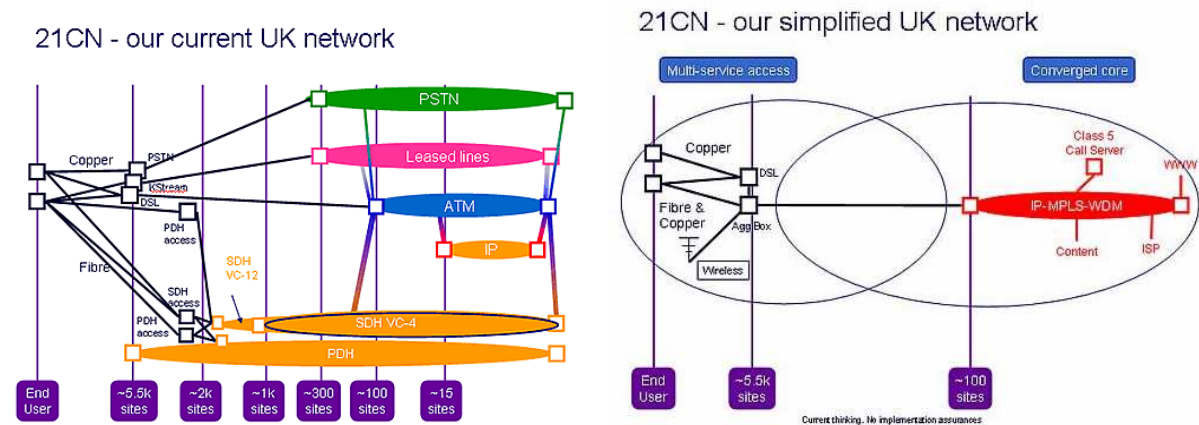 21CN - our current UK network
PSTN
Leased lines
ATM
IP
SDH VC-4
PDH
Copper
PSTN
KStream
DSL
PDH
access
Fibre
SDH
VC-12
SDH
access
PDH
access
End
User
~5.5k
sites
~2k
sites
~1k
sites
~300
sites
~100
sites
~15
sites
21CN - our simplified UK network
Multi-service access
Converged core
Copper
DSL
Fibre &
Copper
Agg Box
Wireless
Class 5
Call Server
WWW
IP-MPLS-WDM
Content
ISP
End
User
~5.5k
sites
~100
sites
Current thinking. No implementation assurances